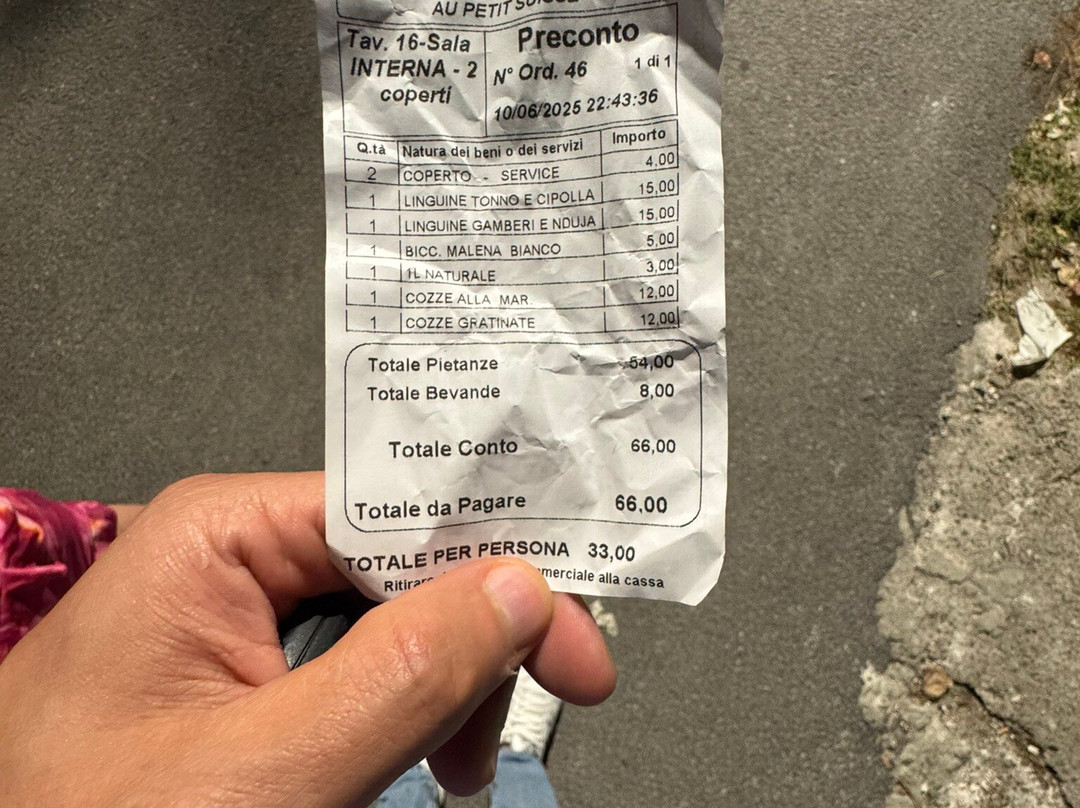 AU PETIT SUISSE
Tav. 16-Sala
INTERNA - 2
coperti
Preconto
N° Ord. 46 1 di 1
10/06/2025 22:43:36
Q.tà Natura dei beni o dei servizi Importo
2 COPERTO - SERVICE 4,00
1 LINGUINE TONNO E CIPOLLA 15,00
1 LINGUINE GAMBERI E NDUJA 15,00
1 BICC. MALENA BIANCO 5,00
1 1L NATURALE 3,00
1 COZZE ALLA MAR. 12,00
1 COZZE GRATINATE 12,00
Totale Pietanze 54,00
Totale Bevande 8,00
Totale Conto 66,00
Totale da Pagare 66,00
TOTALE PER PERSONA 33,00
alla cassa